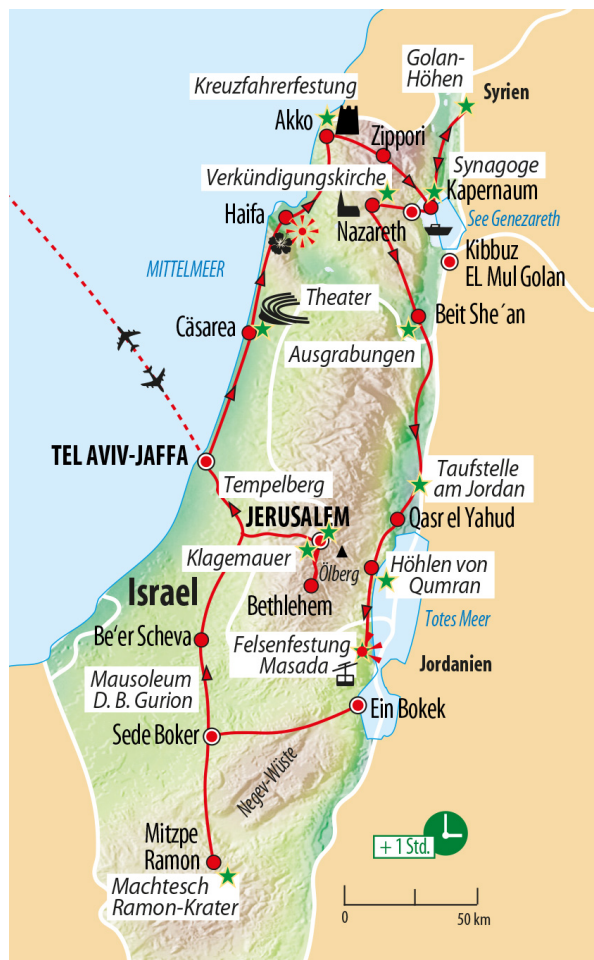 Golan-
Höhen
Kreuzfahrerfestung
Syrien
Akko
Zippori
Verkündigungskirche
Synagoge
Kapernaum
Haifa
Nazareth
See Genezareth
Kibbuz
EL Mul Golan
MITTELMEER
Theater
Beit She´an
Cäsarea
Ausgrabungen
TEL AVIV-JAFFA
Tempelberg
Taufstelle
am Jordan
JERUSALEM
Qasr el Yahud
Klagemauer
Ölberg
Höhlen von
Qumran
Israel
Bethlehem
Totes Meer
Be'er Scheva
Felsenfestung
Masada
Jordanien
Mausoleum
D. B. Gurion
Ein Bokek
Sede Boker
Negev-Wüste
Mitzpe
Ramon
+ 1 Std.
Machtesch
Ramon-Krater
0 50 km